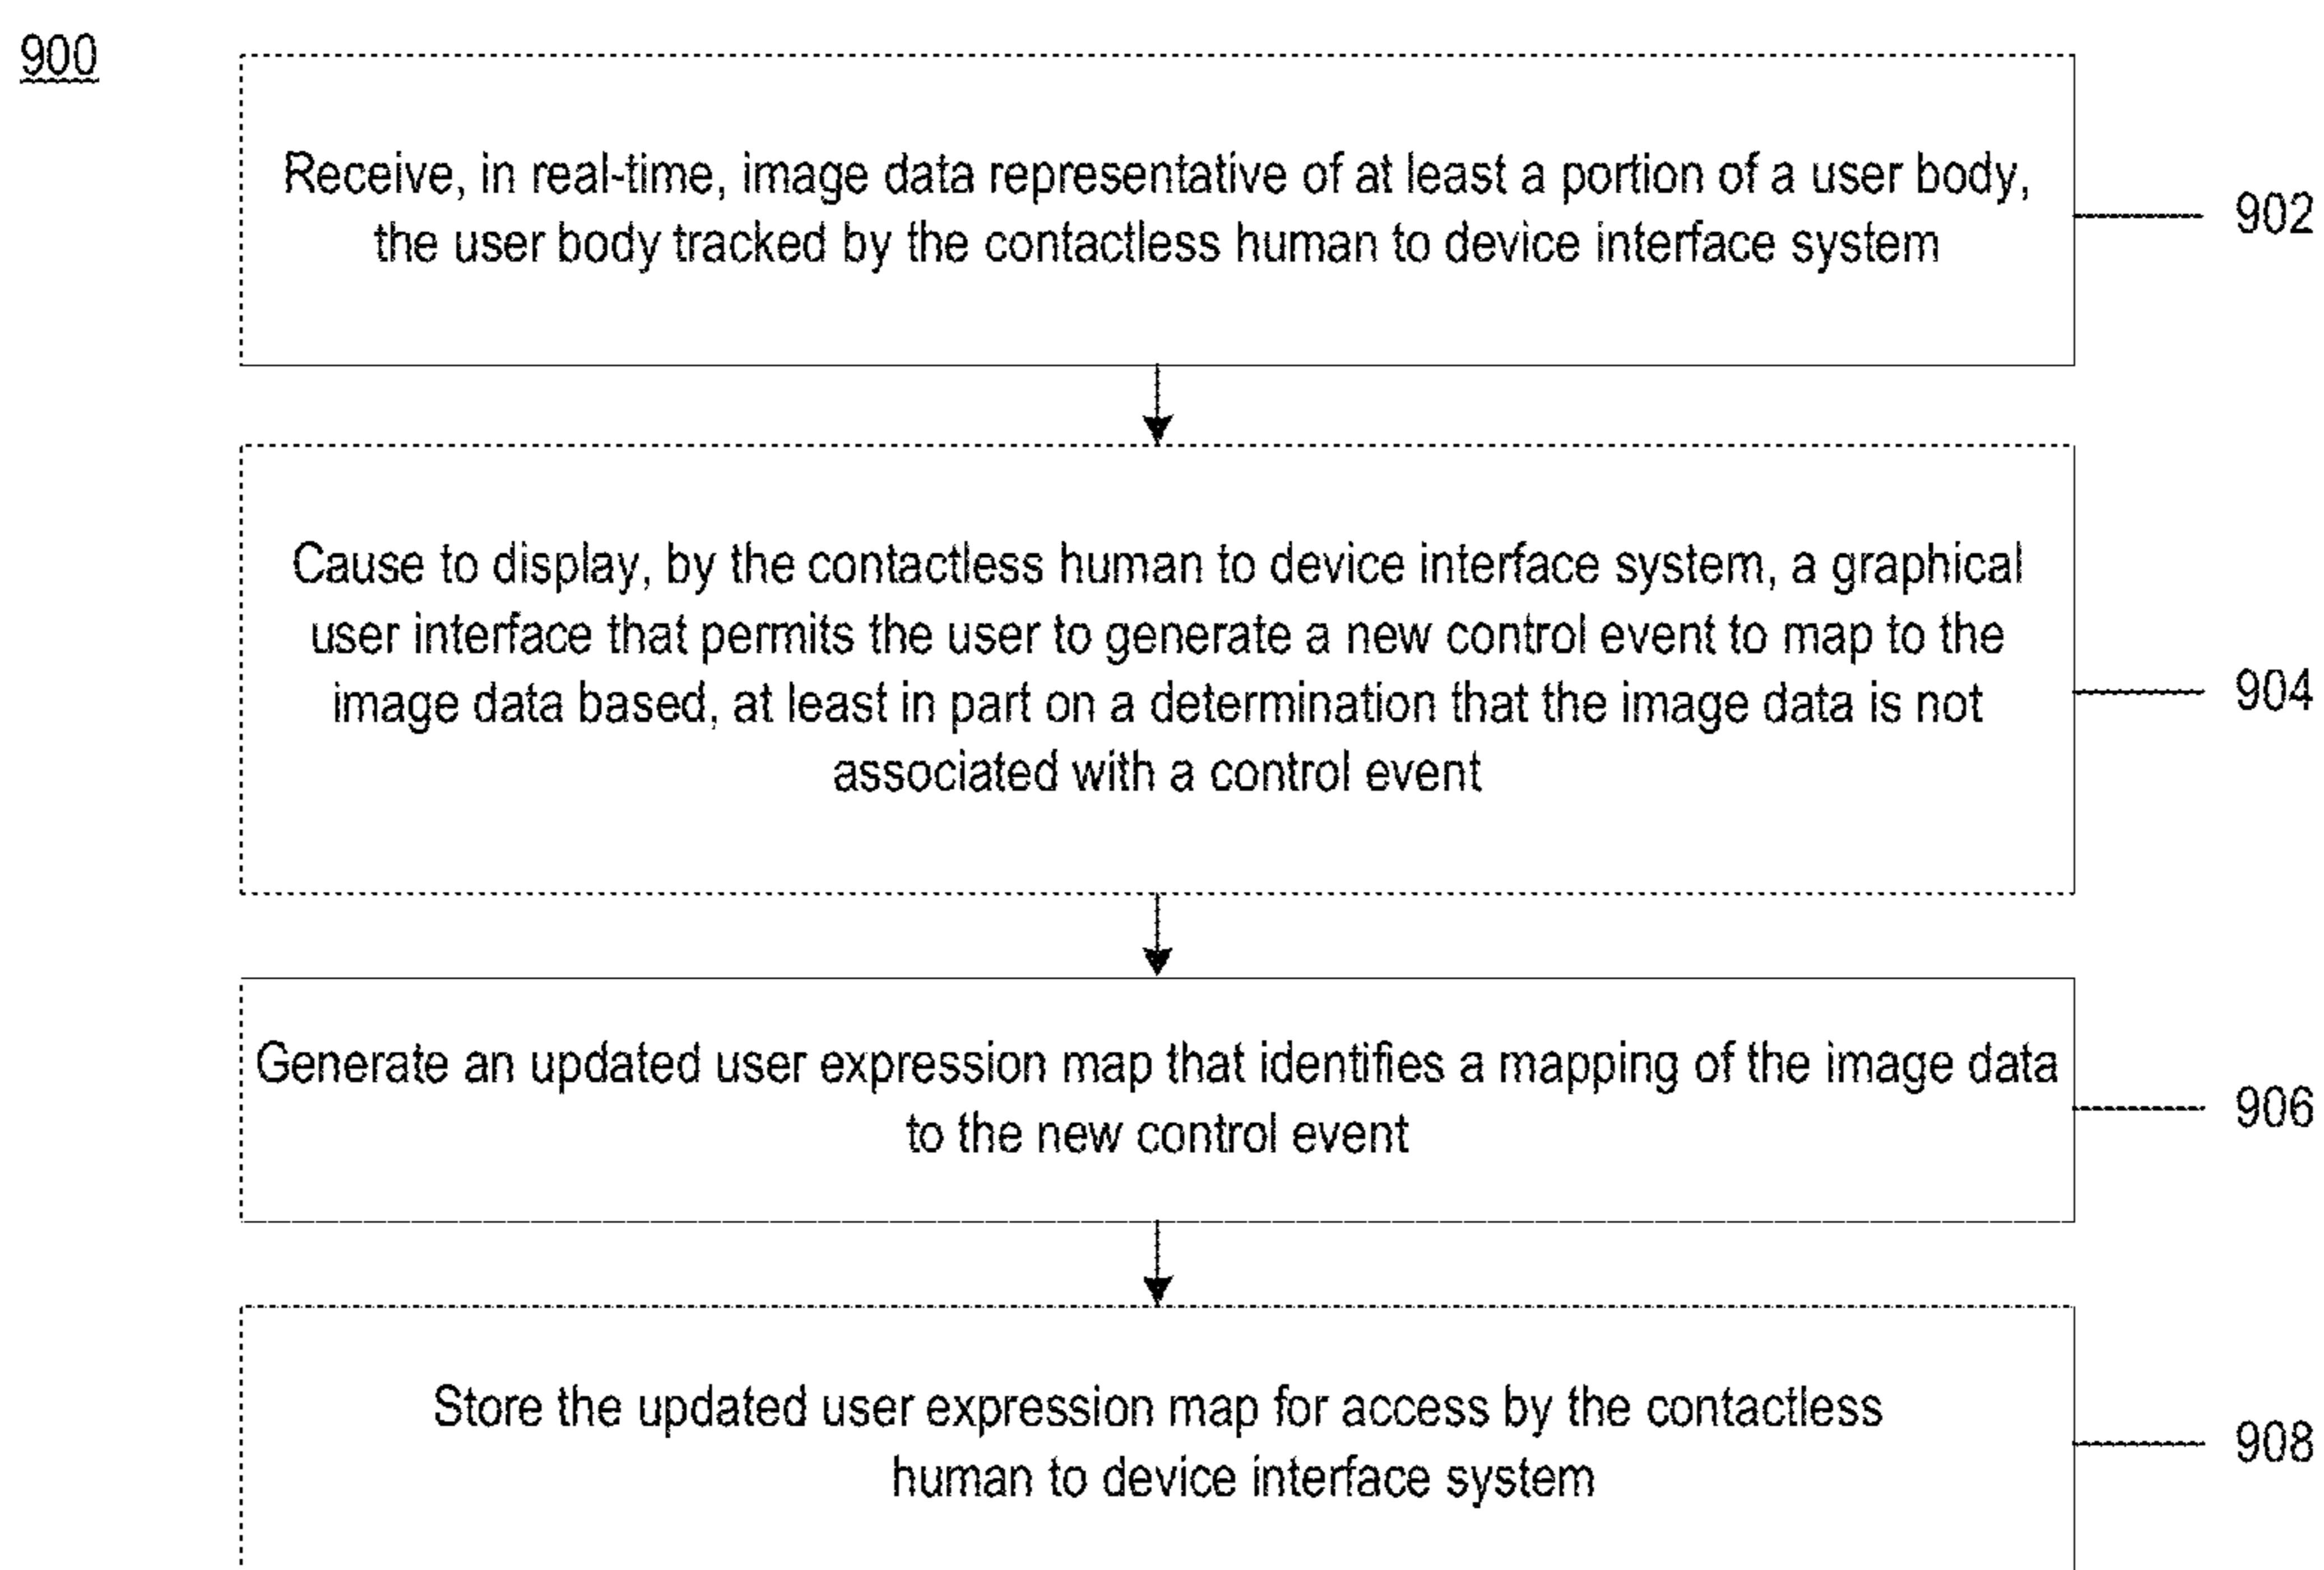 900
Receive, in real-time, image data representative of at least a portion of a user body,
the user body tracked by the contactless human to device interface system
902
Cause to display, by the contactless human to device interface system, a graphical
user interface that permits the user to generate a new control event to map to the
image data based, at least in part on a determination that the image data is not
associated with a control event
904
Generate an updated user expression map that identifies a mapping of the image data
to the new control event
906
Store the updated user expression map for access by the contactless
human to device interface system
908